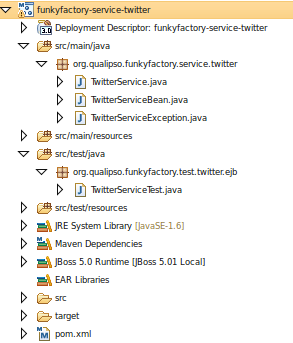 funkyfactory-service-twitter
3.0 Deployment Descriptor: funkyfactory-service-twitter
src/main/java
org.qualipso.funkyfactory.service.twitter
J TwitterService.java
J TwitterServiceBean.java
J TwitterServiceException.java
src/main/resources
src/test/java
org.qualipso.funkyfactory.test.twitter.ejb
J TwitterServiceTest.java
src/test/resources
JRE System Library [JavaSE-1.6]
Maven Dependencies
JBoss 5.0 Runtime [JBoss 5.01 Local]
EAR Libraries
src
target
M pom.xml